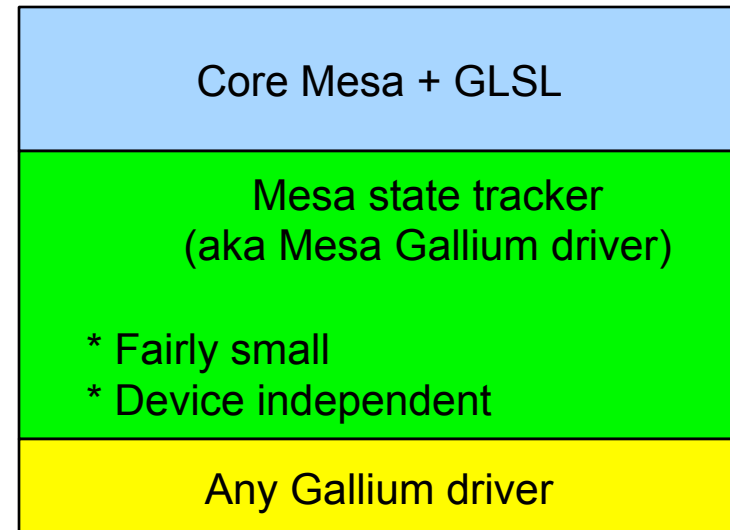 Core Mesa + GLSL
Mesa state tracker
(aka Mesa Gallium driver)
* Fairly small
* Device independent
Any Gallium driver